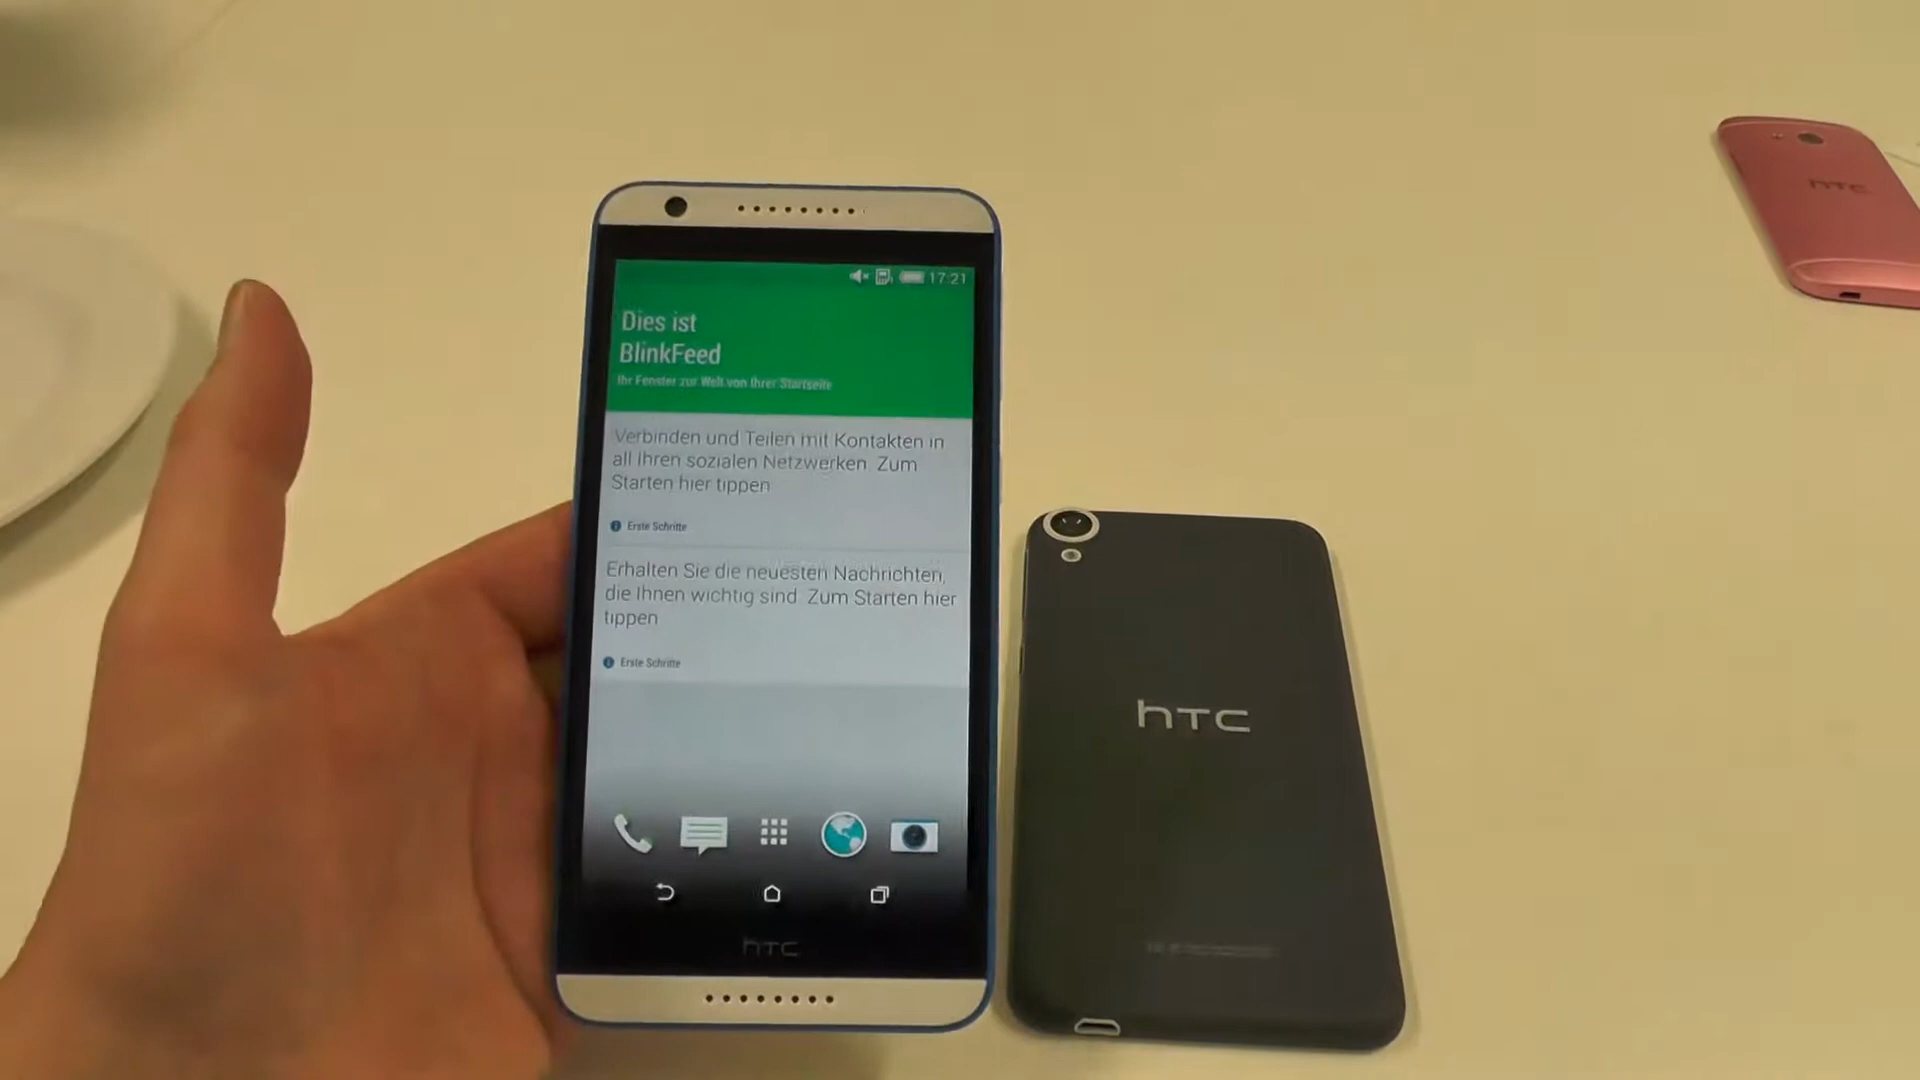 17:21
Dies ist
BlinkFeed
Ihr Fenster zur Welt von Ihrer Startseite
Verbinden und Teilen mit Kontakten in
all Ihren sozialen Netzwerken. Zum
Starten hier tippen
Erste Schritte
Erhalten Sie die neuesten Nachrichten,
die Ihnen wichtig sind. Zum Starten hier
tippen
Erste Schritte
hTC
hTC
hTC